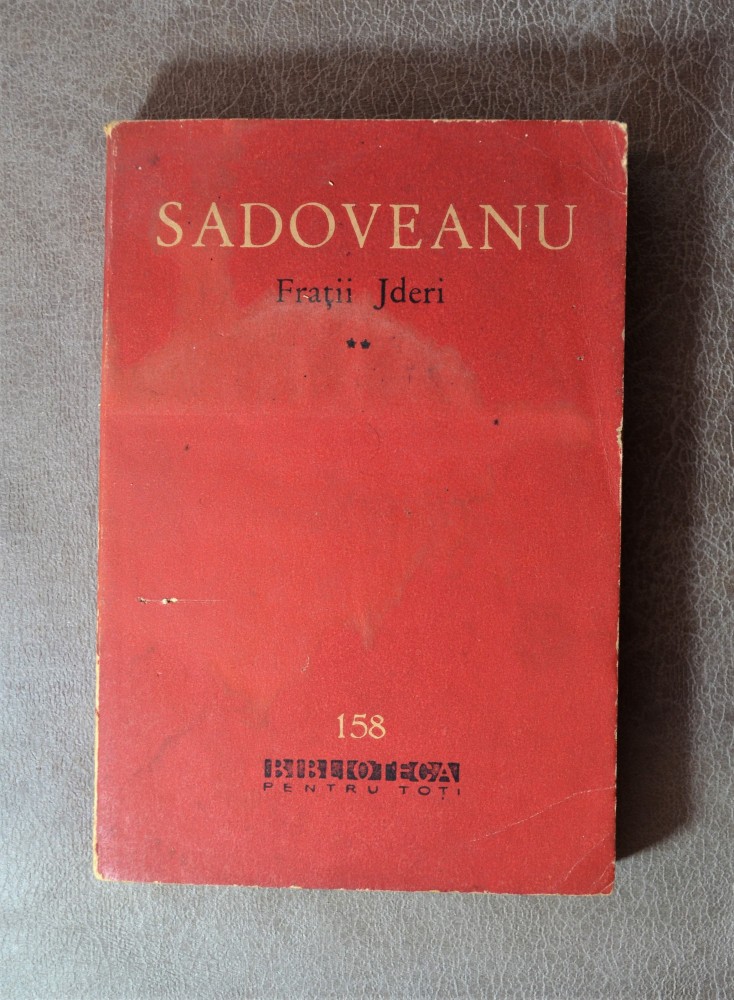 SADOVEANU
Frații Jderi
**
158
BIBLIOTECA
PENTRU TOȚI